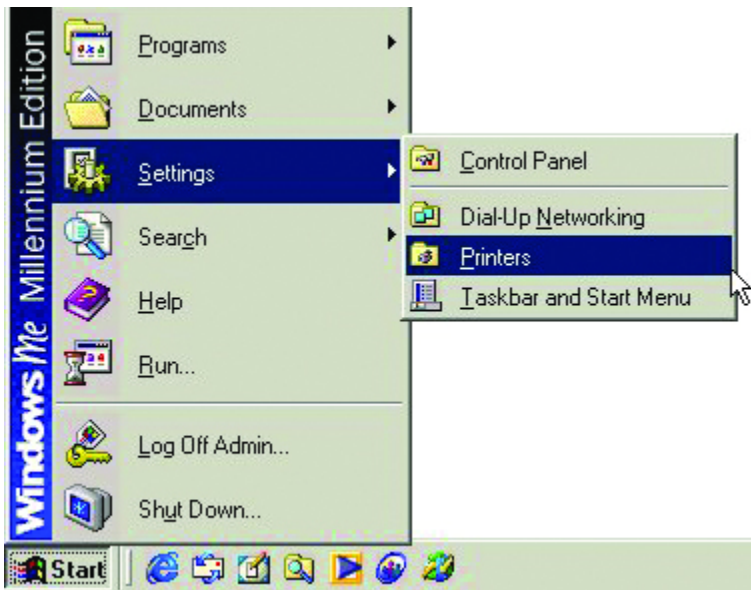 Windows Me Millennium Edition
Programs
Documents
Settings
Search
Help
Run...
Log Off Admin...
Shut Down...
Control Panel
Dial-Up Networking
Printers
Taskbar and Start Menu
Start